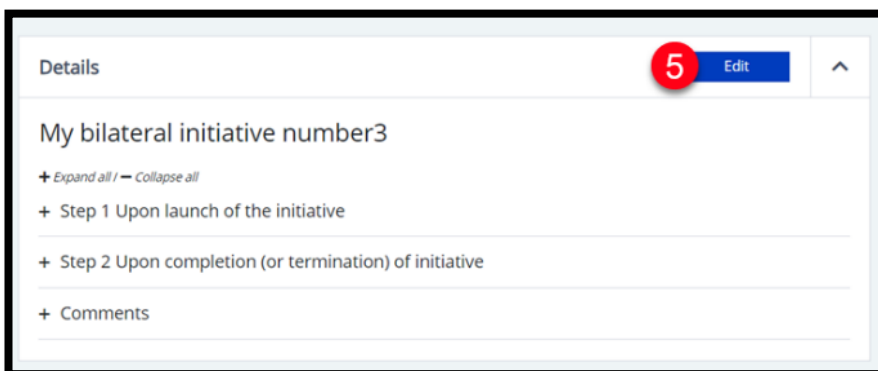 Details
5 Edit
My bilateral initiative number3
+ Expand all / − Collapse all
+ Step 1 Upon launch of the initiative
+ Step 2 Upon completion (or termination) of initiative
+ Comments